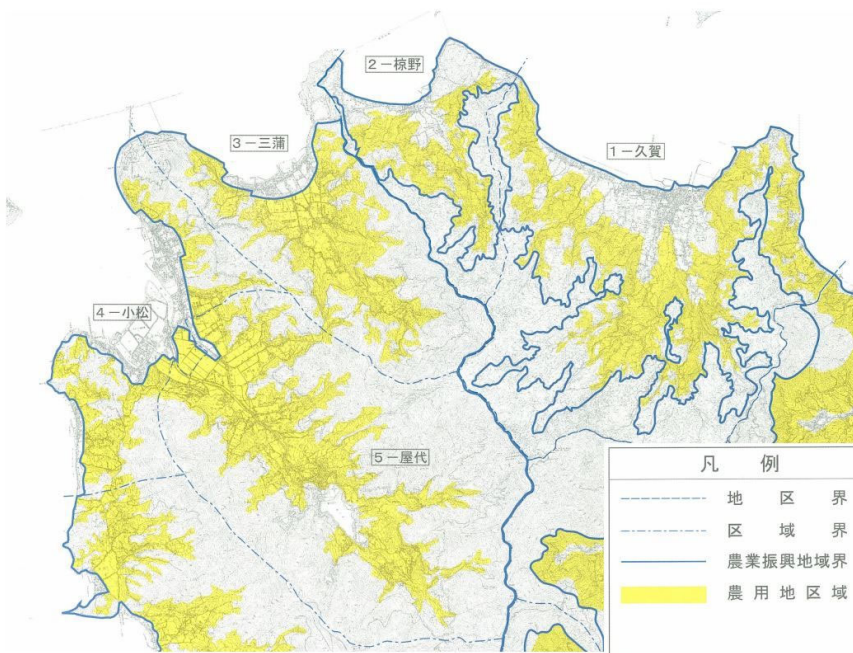 2－椋野
3－三蒲
1－久賀
4－小松
5－屋代
凡 例
地 区 界
区 域 界
農業振興地域界
農用地区域